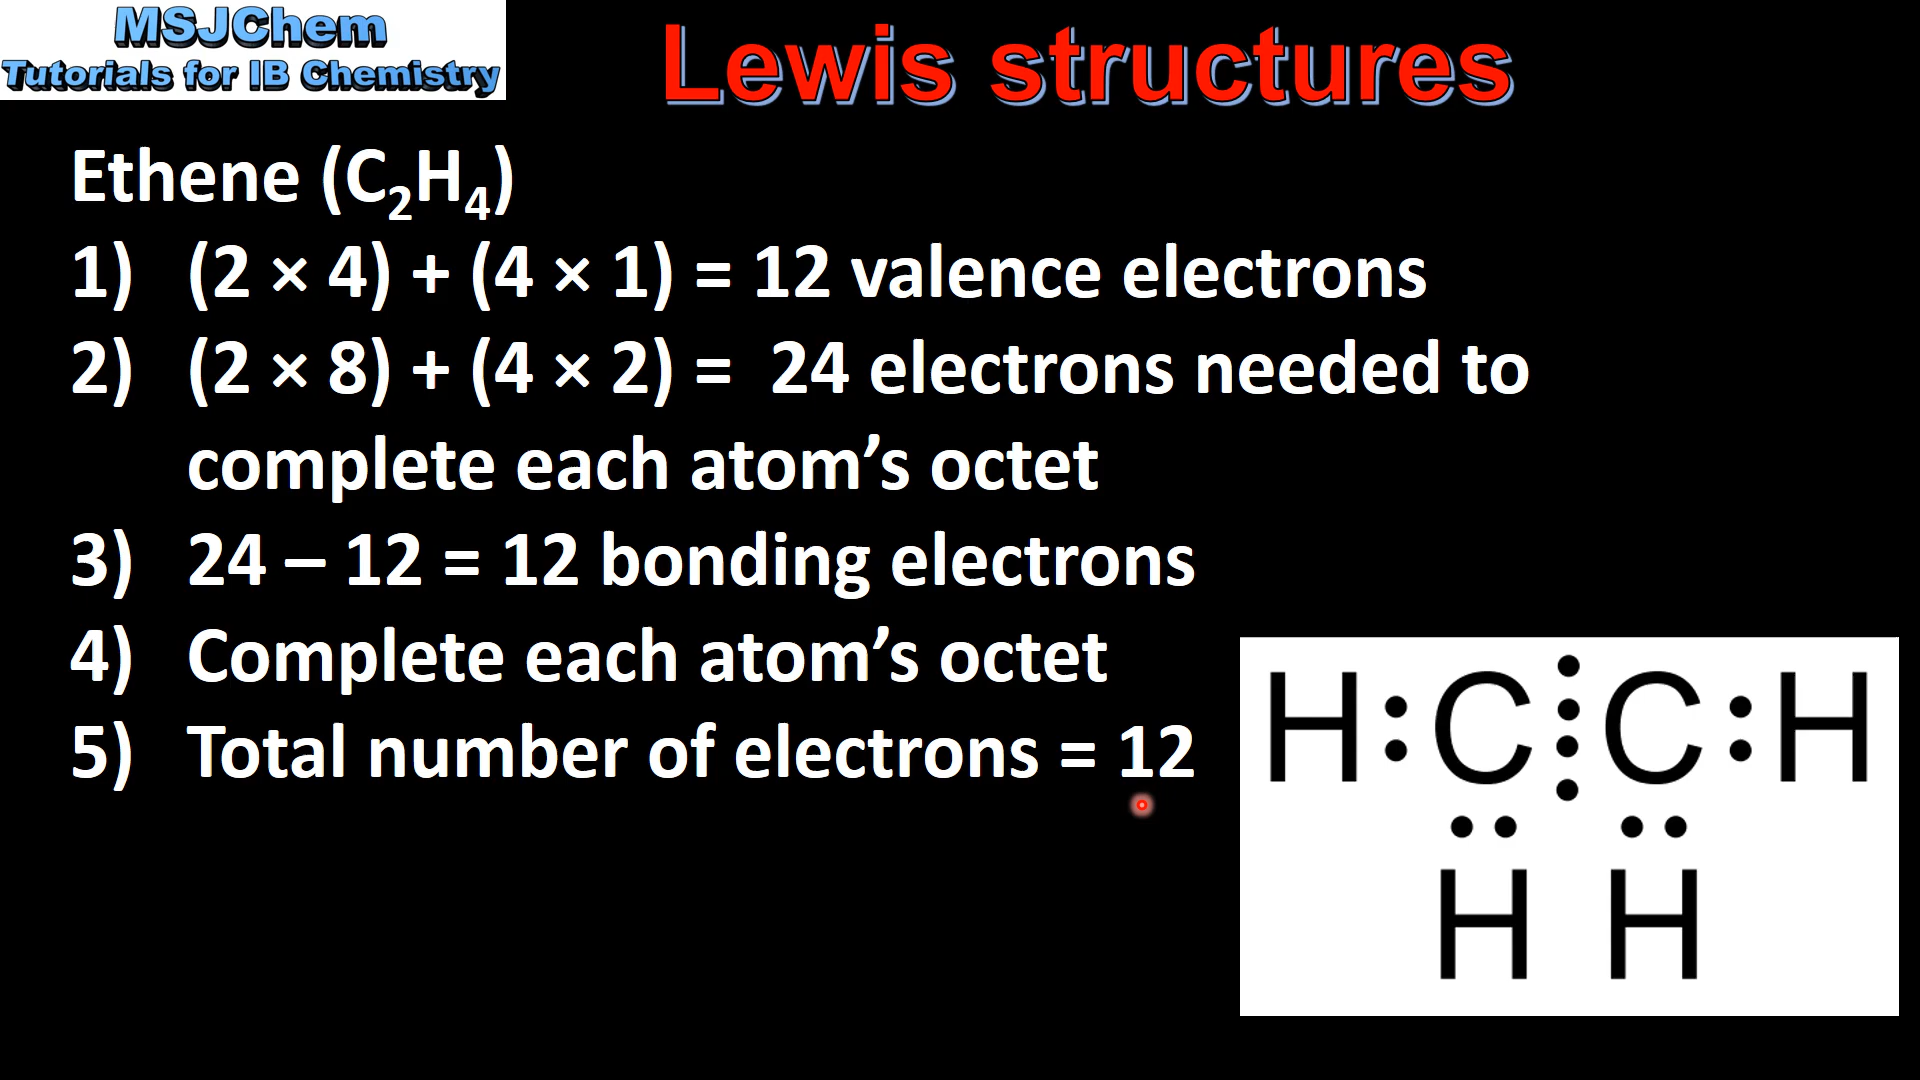 MSJChem
Tutorials for IB Chemistry
Lewis structures
Ethene (C₂H₄)
1) (2 × 4) + (4 × 1) = 12 valence electrons
2) (2 × 8) + (4 × 2) = 24 electrons needed to
complete each atom’s octet
3) 24 – 12 = 12 bonding electrons
4) Complete each atom’s octet
5) Total number of electrons = 12
H:C::C:H
H H